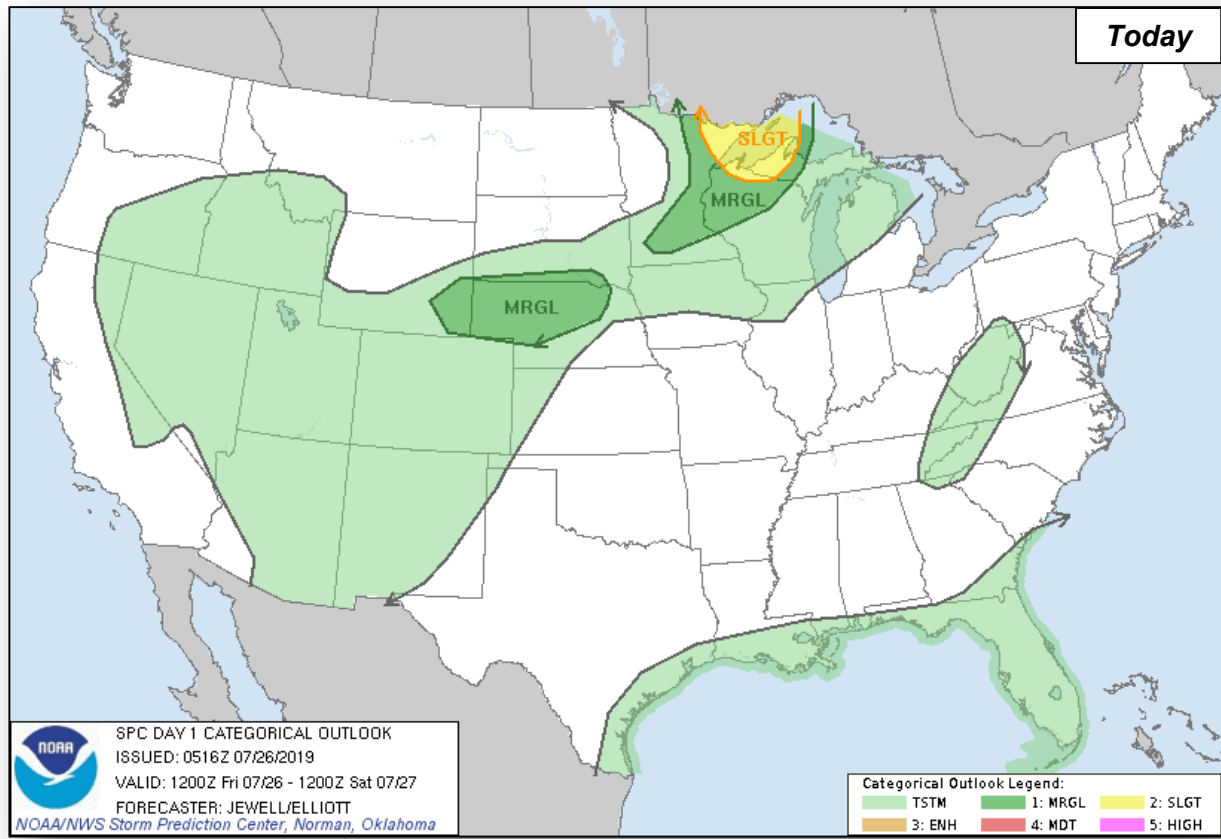 Today
SLGT
MRGL
MRGL
NOAA
SPC DAY 1 CATEGORICAL OUTLOOK
ISSUED: 0516Z 07/26/2019
VALID: 1200Z Fri 07/26 - 1200Z Sat 07/27
FORECASTER: JEWELL/ELLIOTT
NOAA/NWS Storm Prediction Center, Norman, Oklahoma
Categorical Outlook Legend:
TSTM 1: MRGL 2: SLGT
3: ENH 4: MDT 5: HIGH